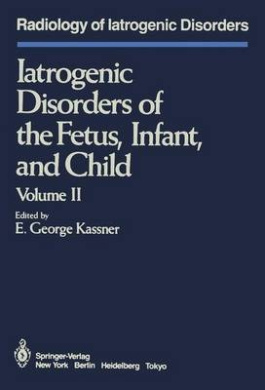 Radiology of Iatrogenic Disorders
Iatrogenic
Disorders of
the Fetus, Infant,
and Child
Volume II
Edited by
E. George Kassner
Springer-Verlag
New York Berlin Heidelberg Tokyo